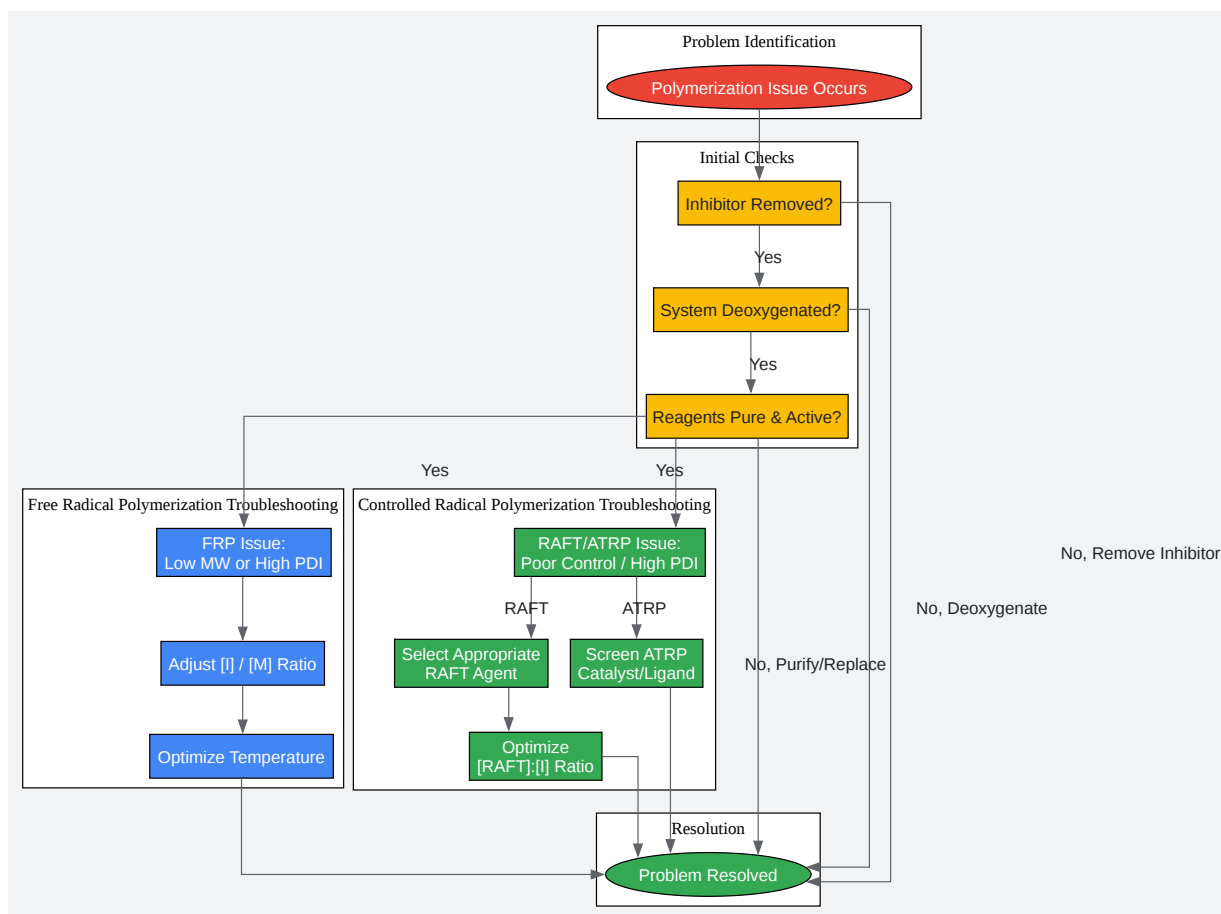 Problem Identification
Polymerization Issue Occurs
Initial Checks
Inhibitor Removed?
Yes
System Deoxygenated?
Yes
Reagents Pure & Active?
Yes
Yes
Free Radical Polymerization Troubleshooting
Controlled Radical Polymerization Troubleshooting
FRP Issue:
Low MW or High PDI
RAFT/ATRP Issue:
Poor Control / High PDI
No, Remove Inhibitor
RAFT
ATRP
No, Deoxygenate
Adjust [I] / [M] Ratio
Select Appropriate
RAFT Agent
Screen ATRP
Catalyst/Ligand
No, Purify/Replace
Optimize Temperature
Optimize
[RAFT]:[I] Ratio
Resolution
Problem Resolved